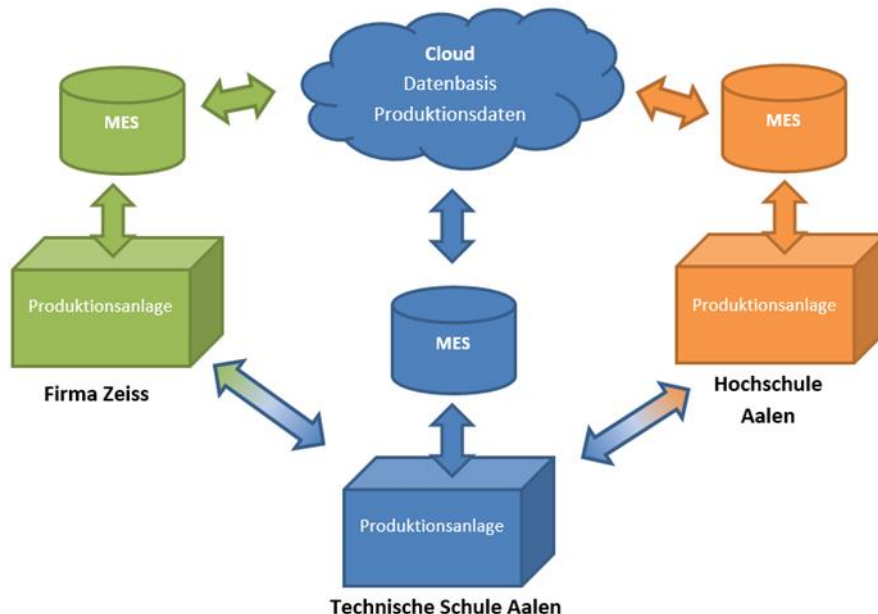 Cloud
Datenbasis
Produktionsdaten
MES
MES
Produktionsanlage
Produktionsanlage
MES
Firma Zeiss
Hochschule
Aalen
Produktionsanlage
Technische Schule Aalen